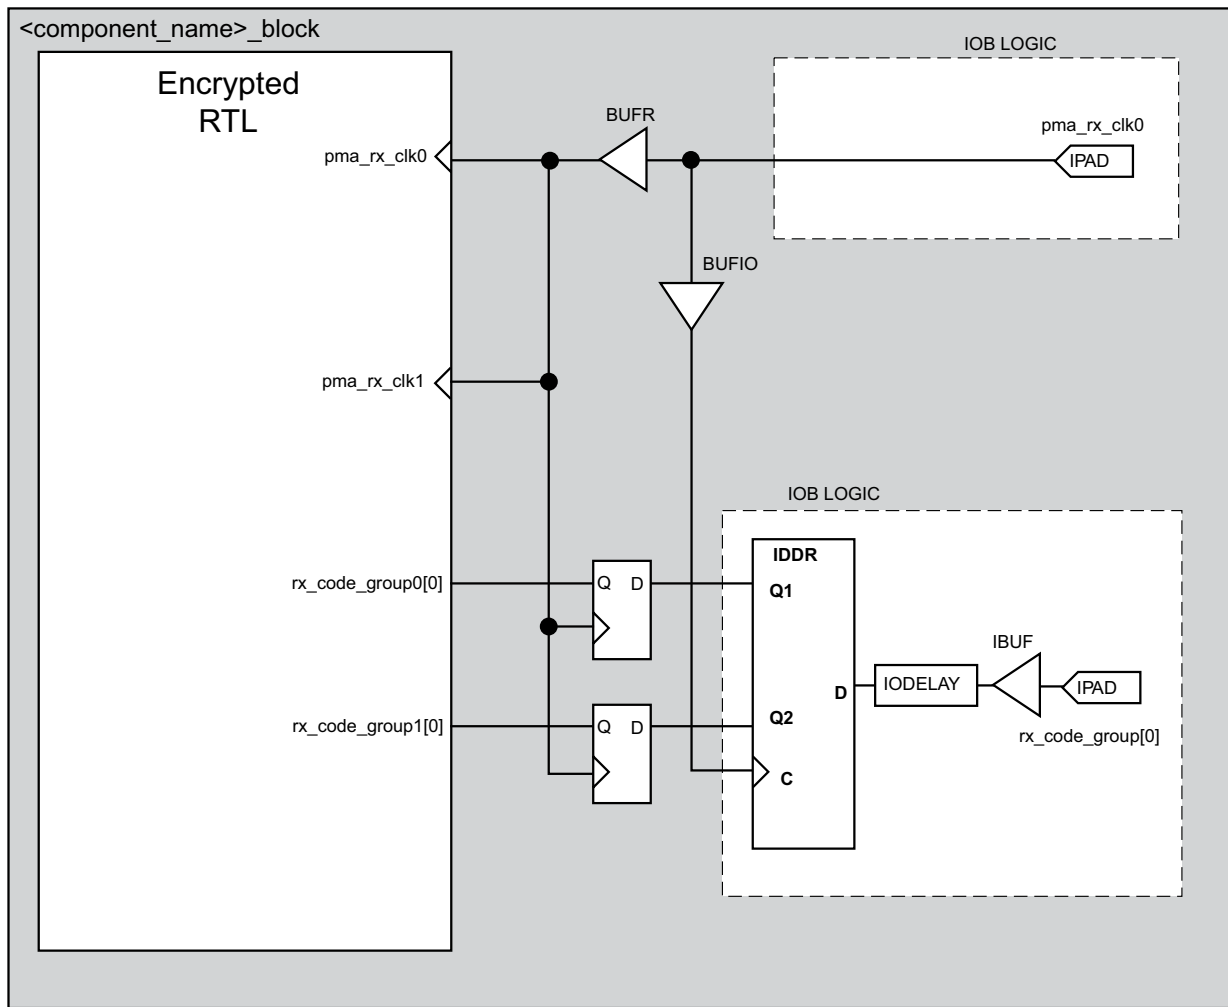 <component_name>_block
IOB LOGIC
Encrypted
RTL
BUFR
pma_rx_clk0
pma_rx_clk0
IPAD
BUFIO
pma_rx_clk1
IOB LOGIC
IDDR
rx_code_group0[0]
Q D
Q1
IBUF
D
IODELAY
IPAD
rx_code_group1[0]
Q D
Q2
rx_code_group[0]
C